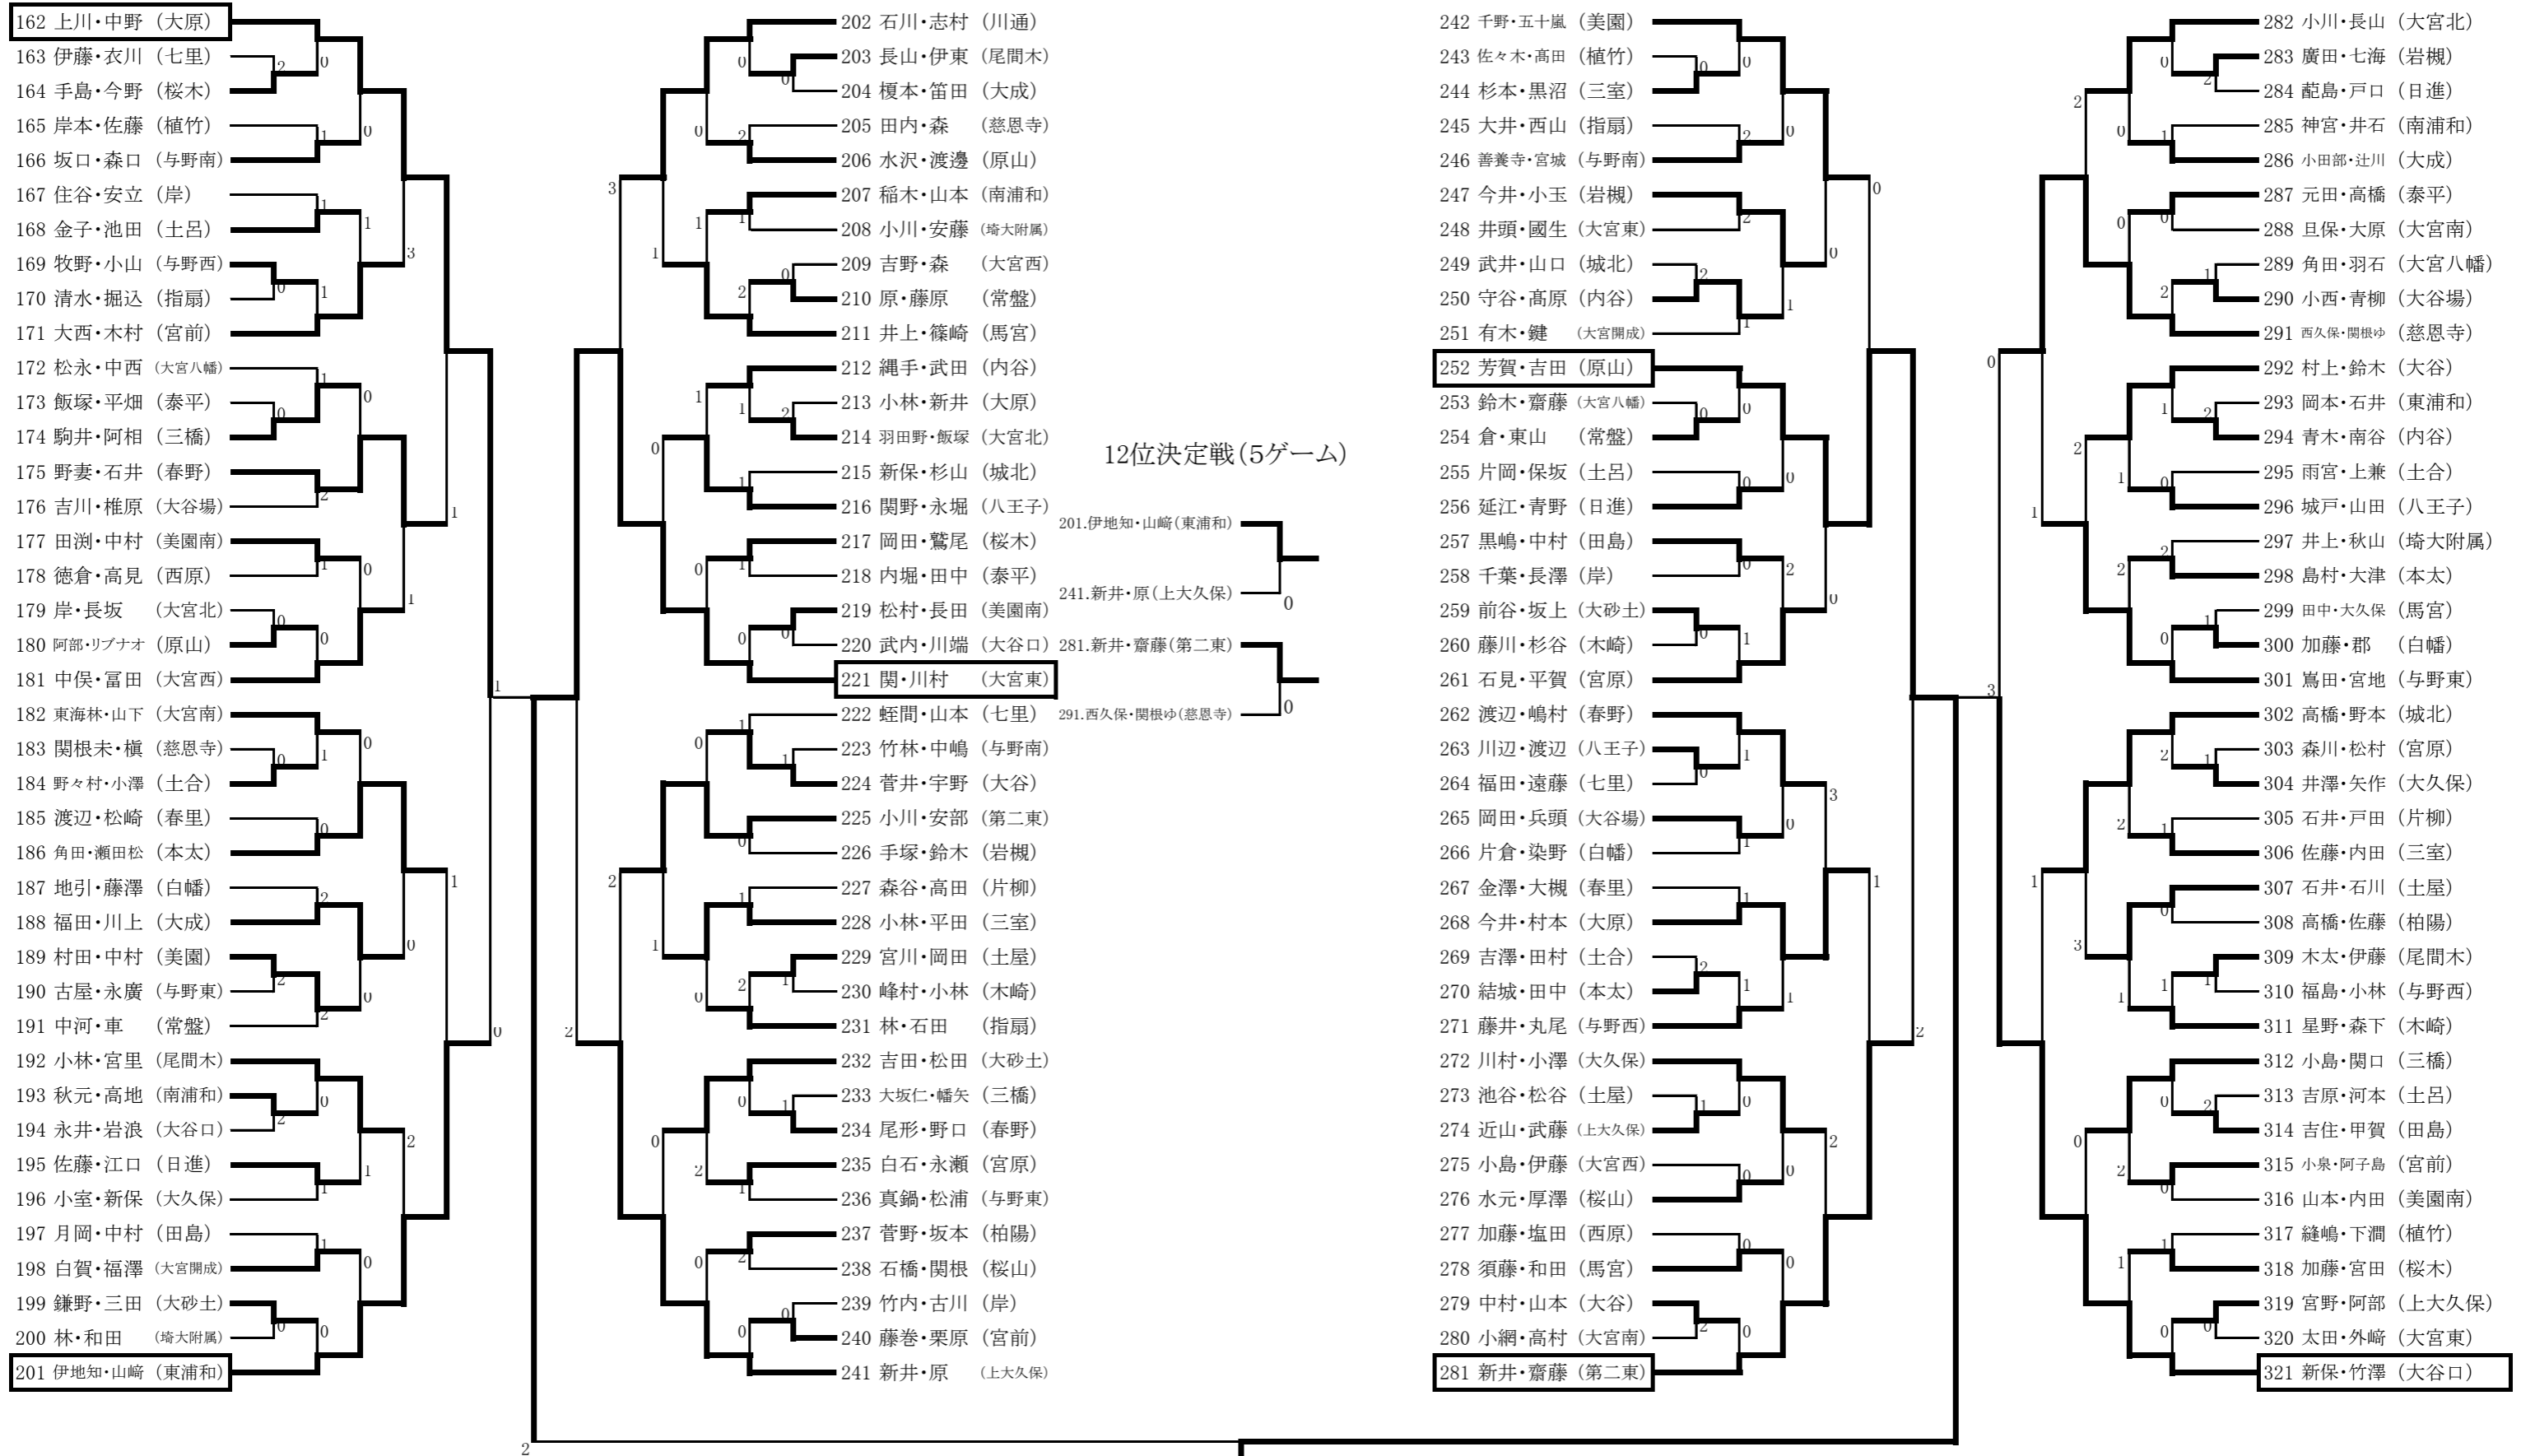 162 上川・中野 (大原)
163 伊藤・衣川 (七里)
164 手島・今野 (桜木)
165 岸本・佐藤 (植竹)
166 坂口・森口 (与野南)
167 住谷・安立 (岸)
168 金子・池田 (土呂)
169 牧野・小山 (与野西)
170 清水・掘込 (指扇)
171 大西・木村 (宮前)
172 松永・中西 (大宮八幡)
173 飯塚・平畑 (泰平)
174 駒井・阿相 (三橋)
175 野妻・石井 (春野)
176 吉川・椎原 (大谷場)
177 田渕・中村 (美園南)
178 徳倉・高見 (西原)
179 岸・長坂 (大宮北)
180 阿部・リブナオ (原山)
181 中俣・冨田 (大宮西)
182 東海林・山下 (大宮南)
183 関根未・槇 (慈恩寺)
184 野々村・小澤 (土合)
185 渡辺・松崎 (春里)
186 角田・瀬田松 (本太)
187 地引・藤澤 (白幡)
188 福田・川上 (大成)
189 村田・中村 (美園)
190 古屋・永廣 (与野東)
191 中河・車 (常盤)
192 小林・宮里 (尾間木)
193 秋元・高地 (南浦和)
194 永井・岩浪 (大谷口)
195 佐藤・江口 (日進)
196 小室・新保 (大久保)
197 月岡・中村 (田島)
198 白賀・福澤 (大宮開成)
199 鎌野・三田 (大砂土)
200 林・和田 (埼大附属)
201 伊地知・山﨑 (東浦和)
202 石川・志村 (川通)
203 長山・伊東 (尾間木)
204 榎本・笛田 (大成)
205 田内・森 (慈恩寺)
206 水沢・渡邊 (原山)
207 稲木・山本 (南浦和)
208 小川・安藤 (埼大附属)
209 吉野・森 (大宮西)
210 原・藤原 (常盤)
211 井上・篠崎 (馬宮)
212 縄手・武田 (内谷)
213 小林・新井 (大原)
214 羽田野・飯塚 (大宮北)
215 新保・杉山 (城北)
216 関野・永堀 (八王子)
217 岡田・鷲尾 (桜木)
218 内堀・田中 (泰平)
219 松村・長田 (美園南)
220 武内・川端 (大谷口)
221 関・川村 (大宮東)
222 蛭間・山本 (七里)
223 竹林・中嶋 (与野南)
224 菅井・宇野 (大谷)
225 小川・安部 (第二東)
226 手塚・鈴木 (岩槻)
227 森谷・高田 (片柳)
228 小林・平田 (三室)
229 宮川・岡田 (土屋)
230 峰村・小林 (木崎)
231 林・石田 (指扇)
232 吉田・松田 (大砂土)
233 大坂仁・幡矢 (三橋)
234 尾形・野口 (春野)
235 白石・永瀬 (宮原)
236 真鍋・松浦 (与野東)
237 菅野・坂本 (柏陽)
238 石橋・関根 (桜山)
239 竹内・古川 (岸)
240 藤巻・栗原 (宮前)
241 新井・原 (上大久保)
12位決定戦(5ゲーム)
201.伊地知・山﨑(東浦和)
241.新井・原(上大久保)
0
281.新井・齋藤(第二東)
291.西久保・関根ゆ(慈恩寺)
0
242 千野・五十嵐 (美園)
243 佐々木・髙田 (植竹)
244 杉本・黒沼 (三室)
245 大井・西山 (指扇)
246 善養寺・宮城 (与野南)
247 今井・小玉 (岩槻)
248 井頭・國生 (大宮東)
249 武井・山口 (城北)
250 守谷・髙原 (内谷)
251 有木・鍵 (大宮開成)
252 芳賀・吉田 (原山)
253 鈴木・齋藤 (大宮八幡)
254 倉・東山 (常盤)
255 片岡・保坂 (土呂)
256 延江・青野 (日進)
257 黒嶋・中村 (田島)
258 千葉・長澤 (岸)
259 前谷・坂上 (大砂土)
260 藤川・杉谷 (木崎)
261 石見・平賀 (宮原)
262 渡辺・嶋村 (春野)
263 川辺・渡辺 (八王子)
264 福田・遠藤 (七里)
265 岡田・兵頭 (大谷場)
266 片倉・染野 (白幡)
267 金澤・大槻 (春里)
268 今井・村本 (大原)
269 吉澤・田村 (土合)
270 結城・田中 (本太)
271 藤井・丸尾 (与野西)
272 川村・小澤 (大久保)
273 池谷・松谷 (土屋)
274 近山・武藤 (上大久保)
275 小島・伊藤 (大宮西)
276 水元・厚澤 (桜山)
277 加藤・塩田 (西原)
278 須藤・和田 (馬宮)
279 中村・山本 (大谷)
280 小網・高村 (大宮南)
281 新井・齋藤 (第二東)
282 小川・長山 (大宮北)
283 廣田・七海 (岩槻)
284 蓜島・戸口 (日進)
285 神宮・井石 (南浦和)
286 小田部・辻川 (大成)
287 元田・高橋 (泰平)
288 旦保・大原 (大宮南)
289 角田・羽石 (大宮八幡)
290 小西・青柳 (大谷場)
291 西久保・関根ゆ (慈恩寺)
292 村上・鈴木 (大谷)
293 岡本・石井 (東浦和)
294 青木・南谷 (内谷)
295 雨宮・上兼 (土合)
296 城戸・山田 (八王子)
297 井上・秋山 (埼大附属)
298 島村・大津 (本太)
299 田中・大久保 (馬宮)
300 加藤・郡 (白幡)
301 嶌田・宮地 (与野東)
302 高橋・野本 (城北)
303 森川・松村 (宮原)
304 井澤・矢作 (大久保)
305 石井・戸田 (片柳)
306 佐藤・内田 (三室)
307 石井・石川 (土屋)
308 高橋・佐藤 (柏陽)
309 木太・伊藤 (尾間木)
310 福島・小林 (与野西)
311 星野・森下 (木崎)
312 小島・関口 (三橋)
313 吉原・河本 (土呂)
314 吉住・甲賀 (田島)
315 小泉・阿子島 (宮前)
316 山本・内田 (美園南)
317 縫嶋・下澗 (植竹)
318 加藤・宮田 (桜木)
319 宮野・阿部 (上大久保)
320 太田・外﨑 (大宮東)
321 新保・竹澤 (大谷口)
2